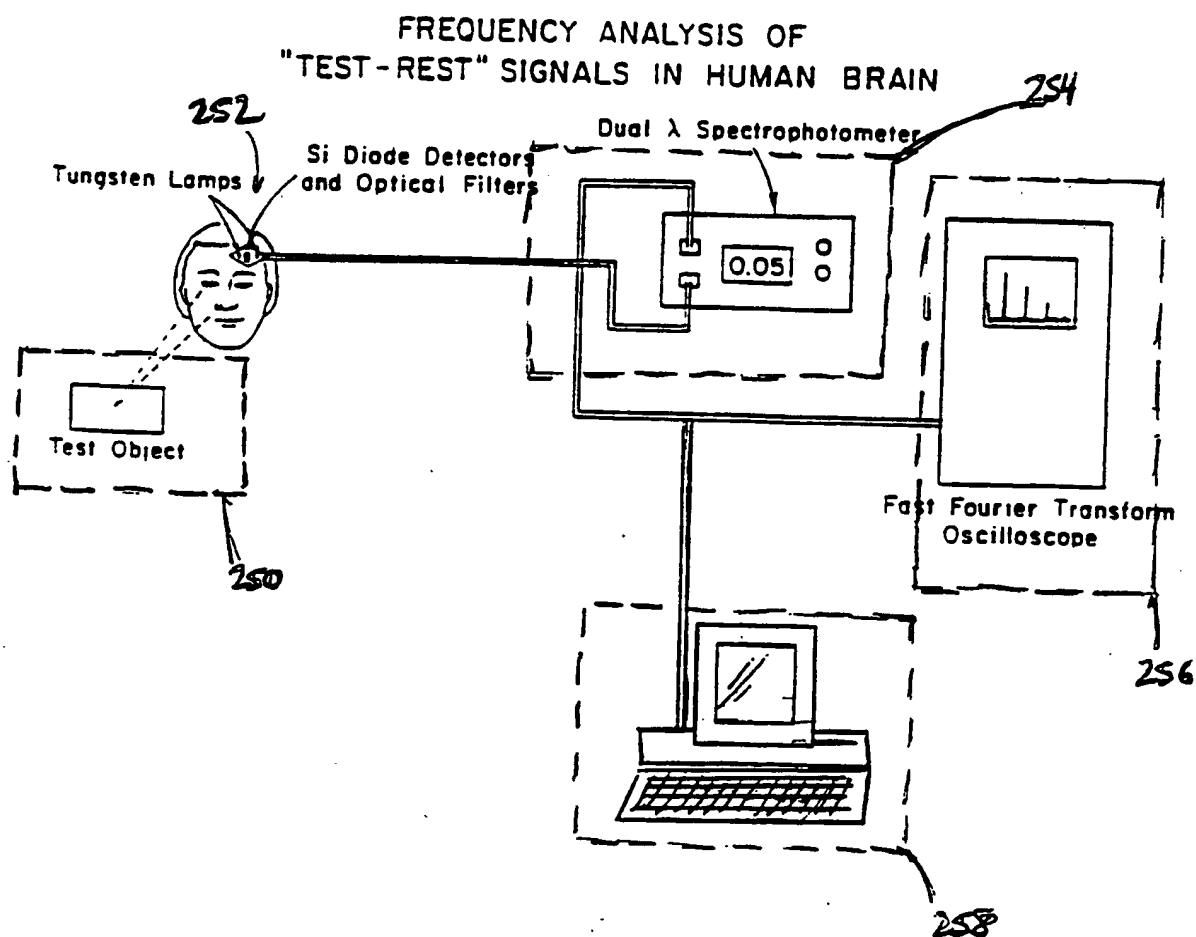 FREQUENCY ANALYSIS OF
"TEST-REST" SIGNALS IN HUMAN BRAIN
254
252
Dual λ Spectrophotometer
Si Diode Detectors
and Optical Filters
Tungsten Lamps
0.05
Test Object
250
Fast Fourier Transform
Oscilloscope
256
258